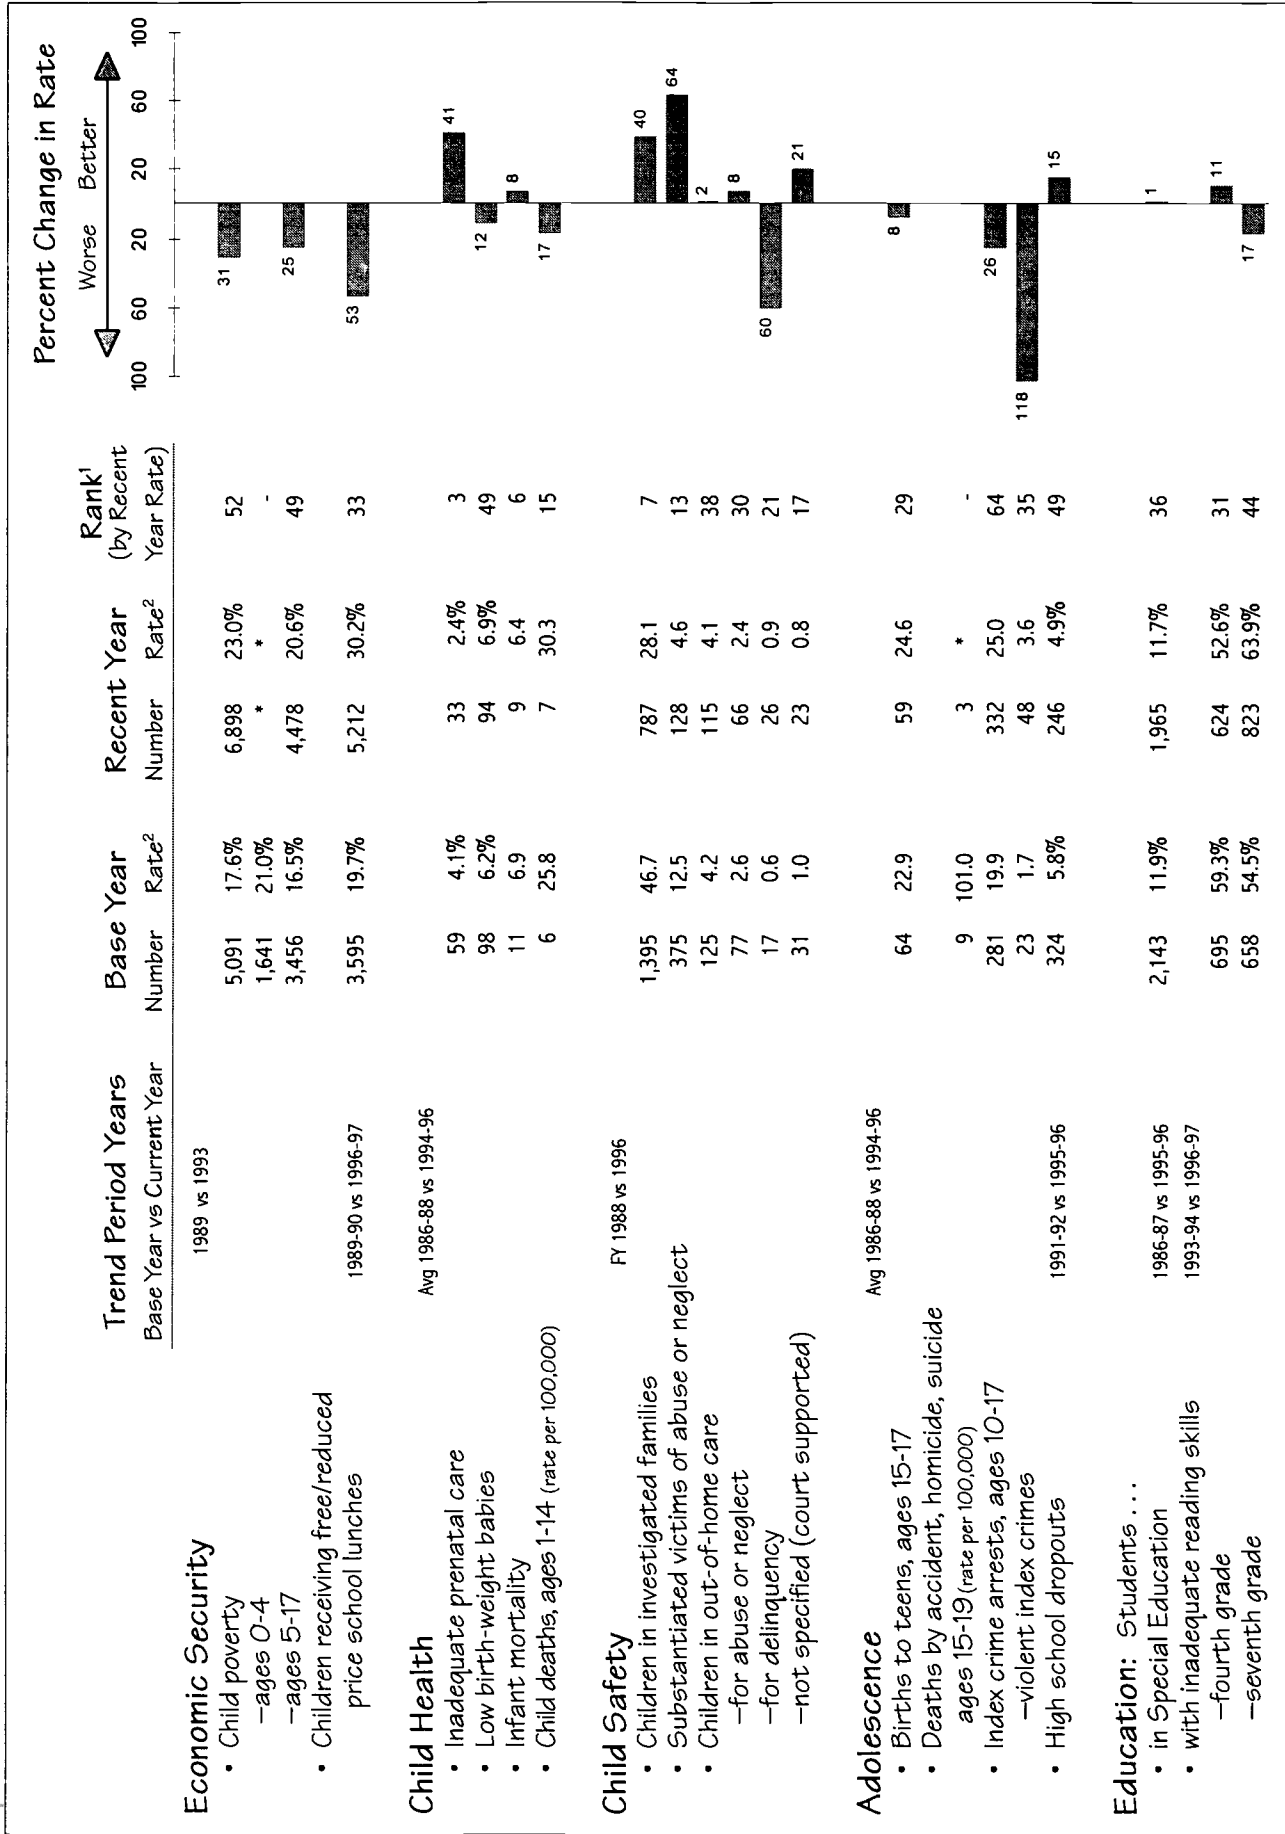 Trend Period Years Base Year Recent Year Rank¹ Percent Change in Rate
(by Recent Worse Better
Base Year vs Current Year Number Rate² Number Rate² Year Rate) 100 60 20 20 60 100
Economic Security 1989 vs 1993
• Child poverty 5,091 17.6% 6,898 23.0% 52 31
–ages 0-4 1,641 21.0% * * -
–ages 5-17 3,456 16.5% 4,478 20.6% 49 25
• Children receiving free/reduced
price school lunches 1989-90 vs 1996-97 3,595 19.7% 5,212 30.2% 33 53
Child Health Avg 1986-88 vs 1994-96
• Inadequate prenatal care 59 4.1% 33 2.4% 3 41
• Low birth-weight babies 98 6.2% 94 6.9% 49 12
• Infant mortality 11 6.9 9 6.4 6 8
• Child deaths, ages 1-14 (rate per 100,000) 6 25.8 7 30.3 15 17
Child Safety FY 1988 vs 1996
• Children in investigated families 1,395 46.7 787 28.1 7 40
• Substantiated victims of abuse or neglect 375 12.5 128 4.6 13 64
• Children in out-of-home care 125 4.2 115 4.1 38 2
–for abuse or neglect 77 2.6 66 2.4 30 8
–for delinquency 17 0.6 26 0.9 21 60
–not specified (court supported) 31 1.0 23 0.8 17 21
Adolescence Avg 1986-88 vs 1994-96
• Births to teens, ages 15-17 64 22.9 59 24.6 29 8
• Deaths by accident, homicide, suicide
ages 15-19 (rate per 100,000) 9 101.0 3 * -
• Index crime arrests, ages 10-17 281 19.9 332 25.0 64 26
–violent index crimes 23 1.7 48 3.6 35 118
• High school dropouts 1991-92 vs 1995-96 324 5.8% 246 4.9% 49 15
Education: Students ....
• in Special Education 1986-87 vs 1995-96 2,143 11.9% 1,965 11.7% 36 1
• with inadequate reading skills 1993-94 vs 1996-97
–fourth grade 695 59.3% 624 52.6% 31 11
–seventh grade 658 54.5% 823 63.9% 44 17